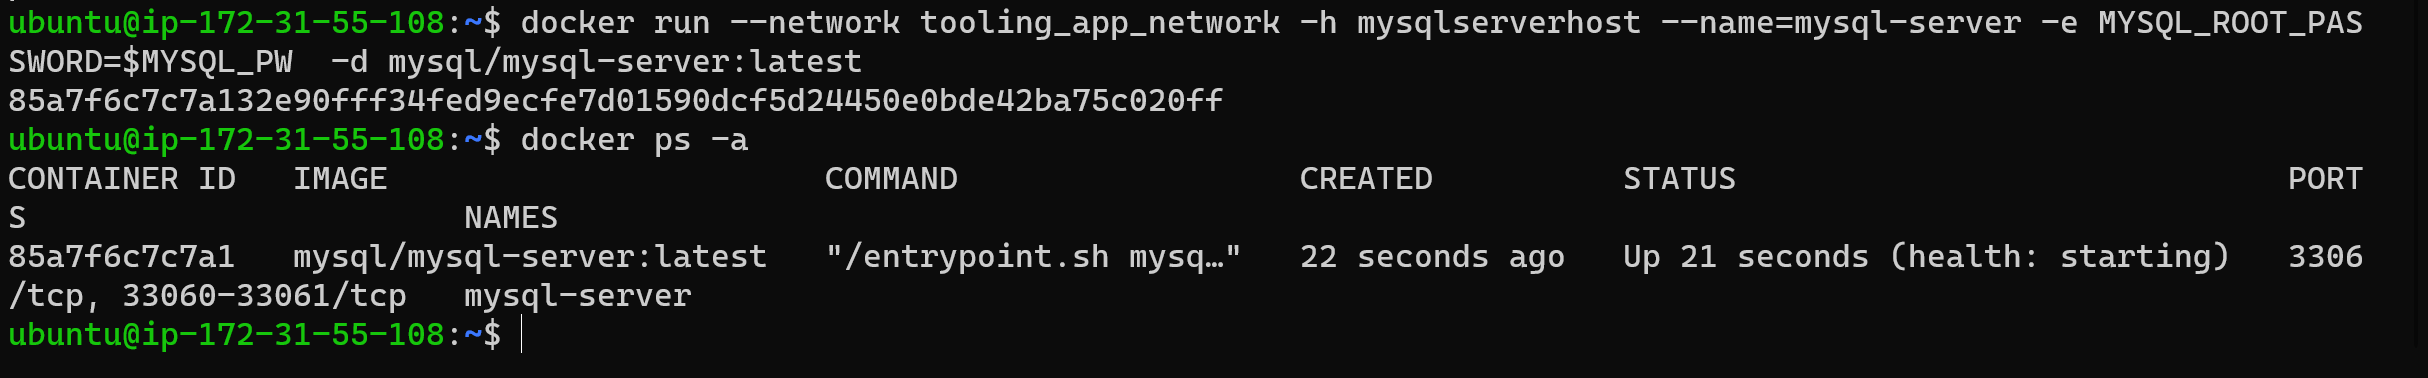 ubuntu@ip-172-31-55-108:~$ docker run --network tooling_app_network -h mysqlserverhost --name=mysql-server -e MYSQL_ROOT_PAS
SWORD=$MYSQL_PW  -d mysql/mysql-server:latest
85a7f6c7c7a132e90fff34fed9ecfe7d01590dcf5d24450e0bde42ba75c020ff
ubuntu@ip-172-31-55-108:~$ docker ps -a
CONTAINER ID   IMAGE                       COMMAND                  CREATED          STATUS                             PORT
S                       NAMES
85a7f6c7c7a1   mysql/mysql-server:latest   "/entrypoint.sh mysq…"   22 seconds ago   Up 21 seconds (health: starting)   3306
/tcp, 33060-33061/tcp   mysql-server
ubuntu@ip-172-31-55-108:~$